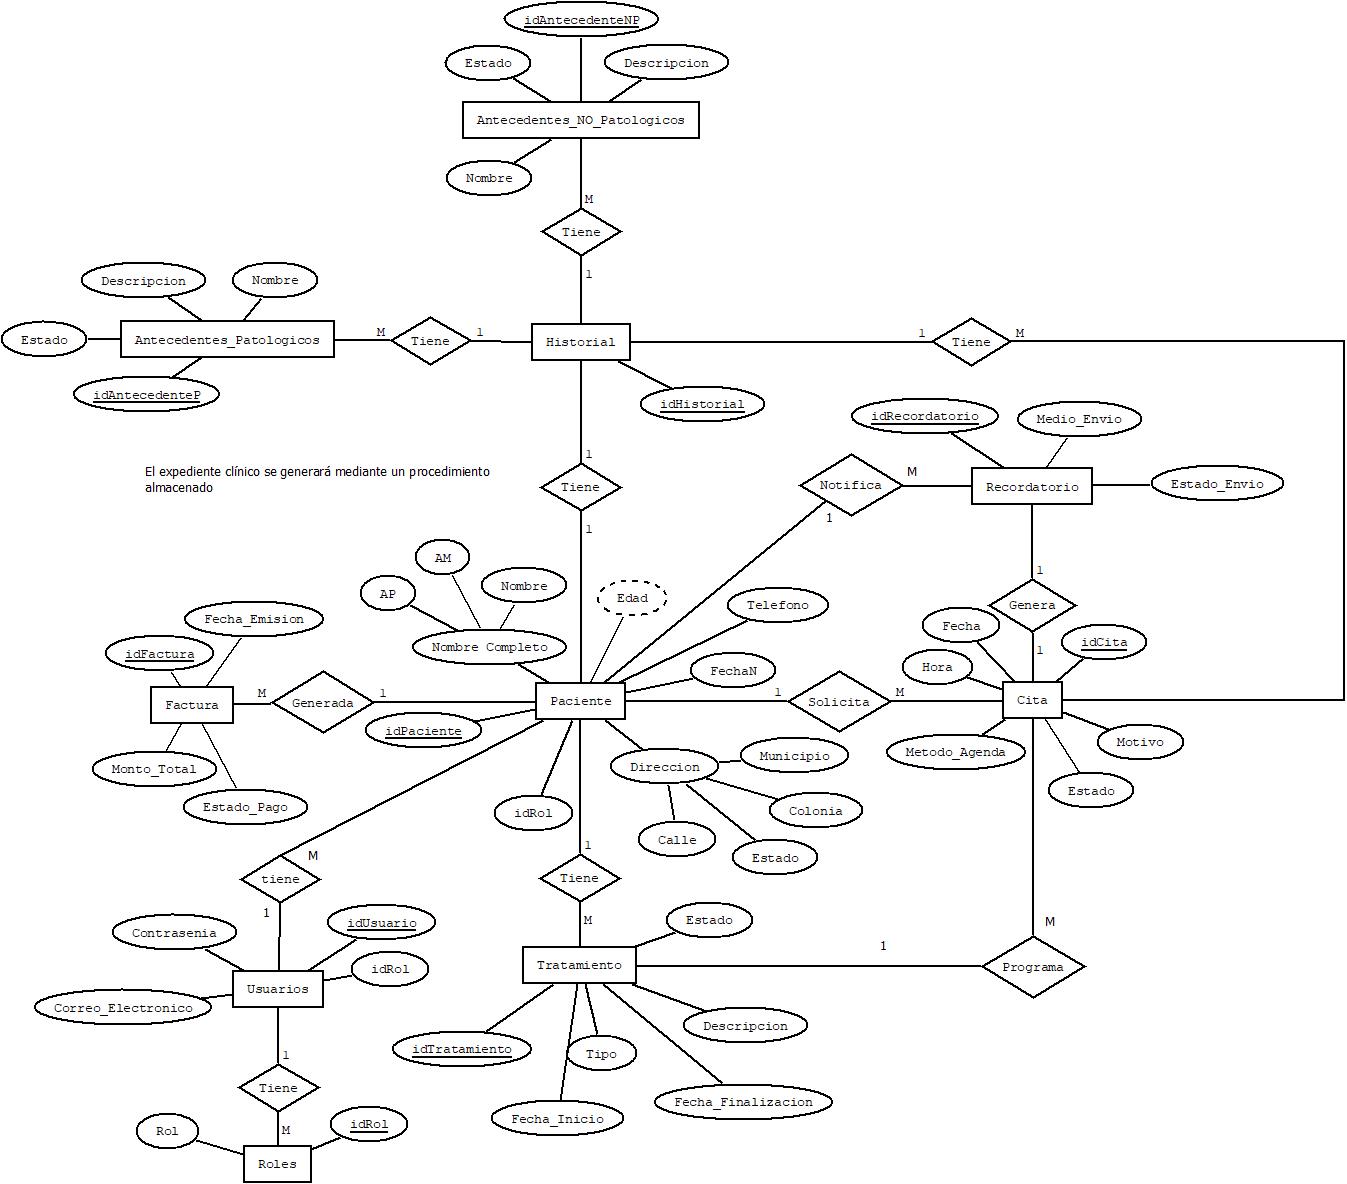 idAntecedenteNP
Estado
Descripcion
Antecedentes_NO_Patologicos
Nombre
M
Tiene
1
Descripcion
Nombre
Estado
Antecedentes_Patologicos
M
Tiene
1
Historial
1
Tiene
M
idAntecedenteP
idHistorial
idRecordatorio
Medio_Envio
El expediente clínico se generará mediante un procedimiento
almacenado
1
Tiene
1
Notifica
M
1
Recordatorio
Estado_Envio
AM
AP
Nombre
Nombre Completo
Edad
Telefono
FechaN
1
Genera
1
Fecha
Hora
idCita
Fecha_Emision
idFactura
Factura
M
Generada
1
idPaciente
Paciente
1
Solicita
M
Cita
Monto_Total
Estado_Pago
idRol
Direccion
Municipio
Colonia
Calle
Estado
Metodo_Agenda
Motivo
Estado
M
tiene
1
1
Tiene
M
Contrasenia
idUsuario
idRol
Usuarios
Correo_Electronico
Estado
Tratamiento
1
M
Programa
Descripcion
idTratamiento
Tipo
Fecha_Inicio
Fecha_Finalizacion
1
Tiene
M
Rol
idRol
Roles